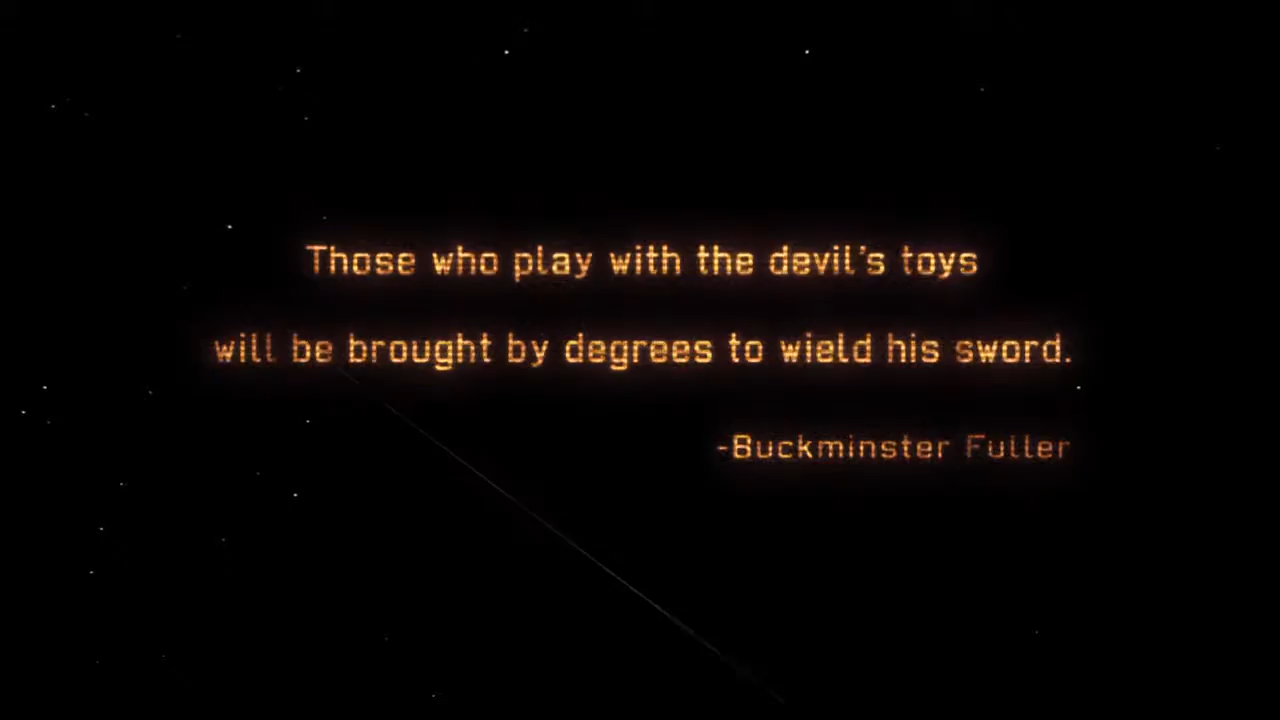 Those who play with the devil’s toys
will be brought by degrees to wield his sword.
-Buckminster Fuller